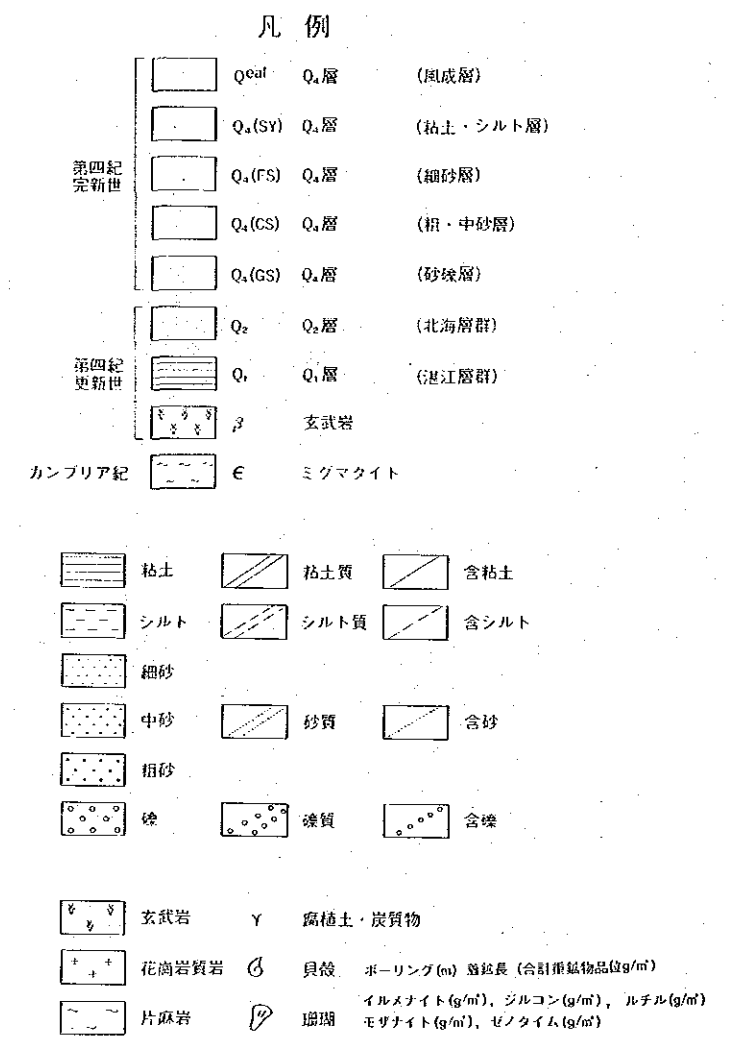 凡例
Qeal Q₄層 (風成層)
Q₄(SY) Q₄層 (粘土・シルト層)
第四紀
完新世
Q₄(FS) Q₄層 (細砂層)
Q₄(CS) Q₄層 (粗・中砂層)
Q₄(GS) Q₄層 (砂礫層)
Q₂ Q₂層 (北海層群)
第四紀
更新世
Q₁ Q₁層 (湛江層群)
β 玄武岩
カンブリア紀 ϵ ミグマタイト
粘土 粘土質 含粘土
シルト シルト質 含シルト
細砂
中砂 砂質 含砂
粗砂
礫 礫質 含礫
玄武岩 Y 腐植土・炭質物
花崗岩質岩 貝殻 ボーリング(m) 着鉱長 (合計重鉱物品位g/㎥)
イルメナイト(g/㎥), ジルコン(g/㎥), ルチル(g/㎥)
片麻岩 珊瑚 モザナイト(g/㎥), ゼノタイム(g/㎥)